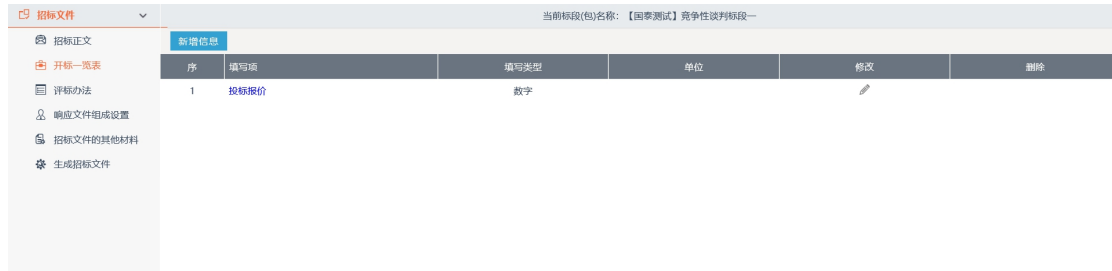 招标文件
当前标段(包)名称：【国泰测试】竞争性谈判标段一
招标正文
开标一览表
评标办法
响应文件组成设置
招标文件的其他材料
生成招标文件
新增信息
序 填写项 填写类型 单位 修改 删除
1 投标报价 数字